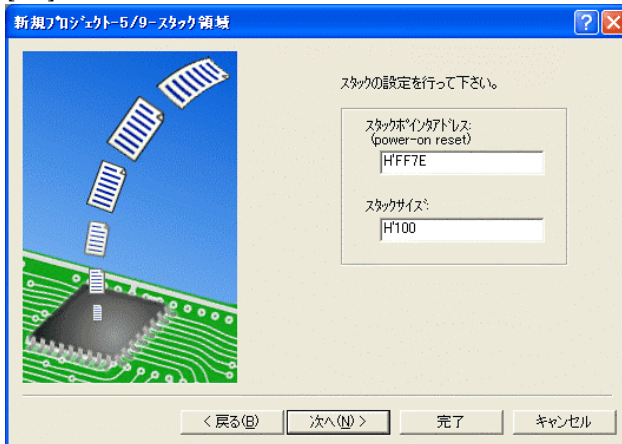 新規ﾌﾟﾛｼﾞｪｸﾄ-5/9-ｽﾀｯｸ領域
ｽﾀｯｸの設定を行って下さい。
ｽﾀｯｸﾎﾟｲﾝﾀｱﾄﾞﾚｽ:
(power-on reset)
H'FF7E
ｽﾀｯｸｻｲｽﾞ:
H'100
< 戻る(B)
次へ(N) >
完了
キャンセル